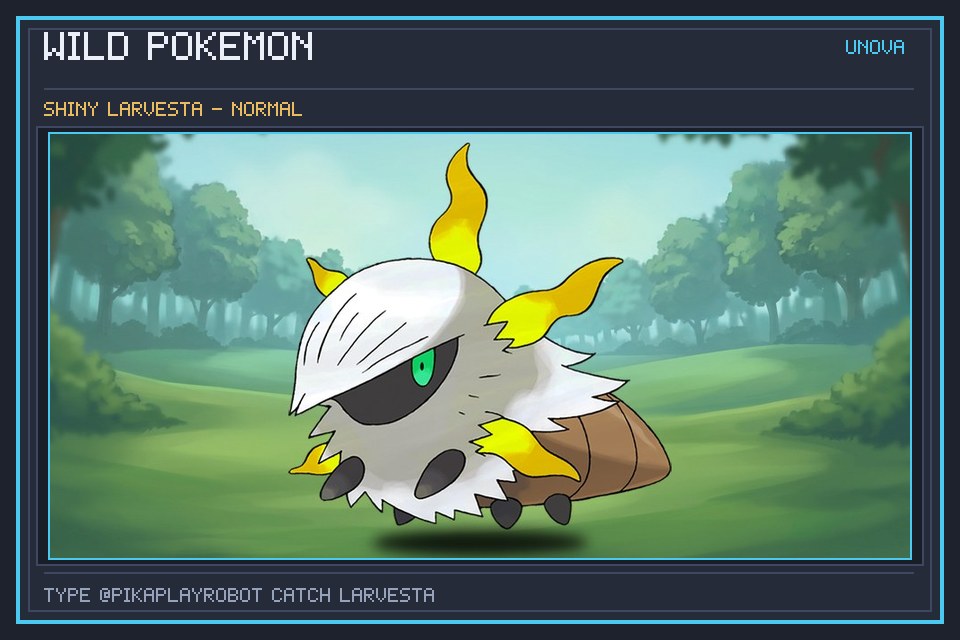 WILD POKEMON
UNOVA
SHINY LARVESTA - NORMAL
TYPE @PIKAPLAYROBOT CATCH LARVESTA